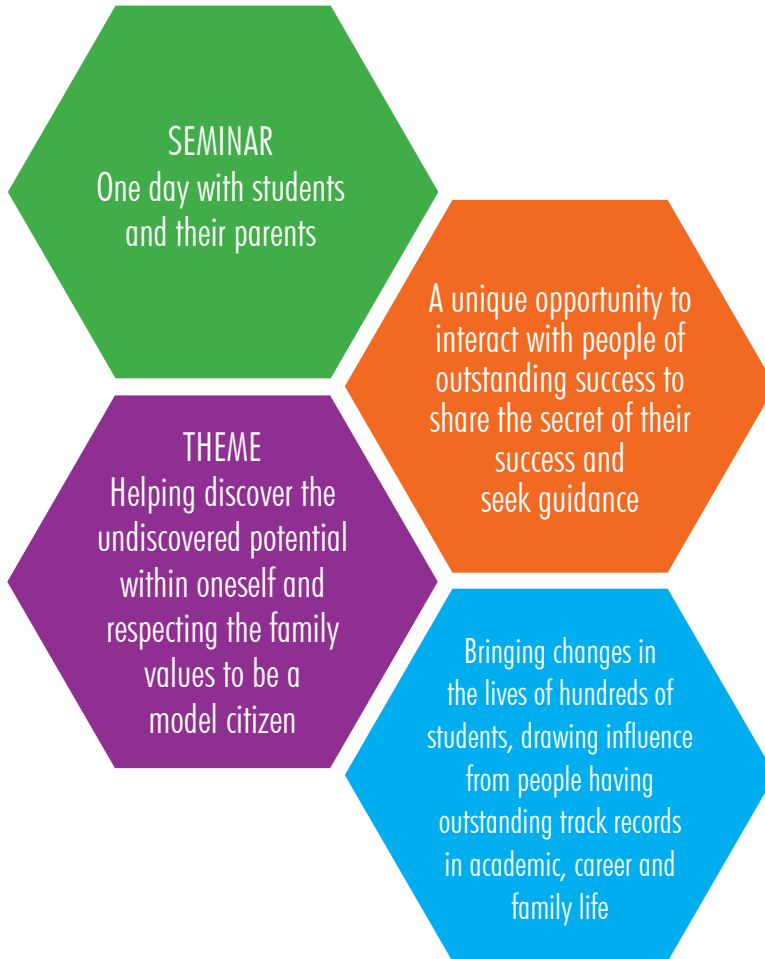 SEMINAR
One day with students
and their parents
A unique opportunity to
interact with people of
outstanding success to
share the secret of their
success and
seek guidance
THEME
Helping discover the
undiscovered potential
within oneself and
respecting the family
values to be a
model citizen
Bringing changes in
the lives of hundreds of
students, drawing influence
from people having
outstanding track records
in academic, career and
family life